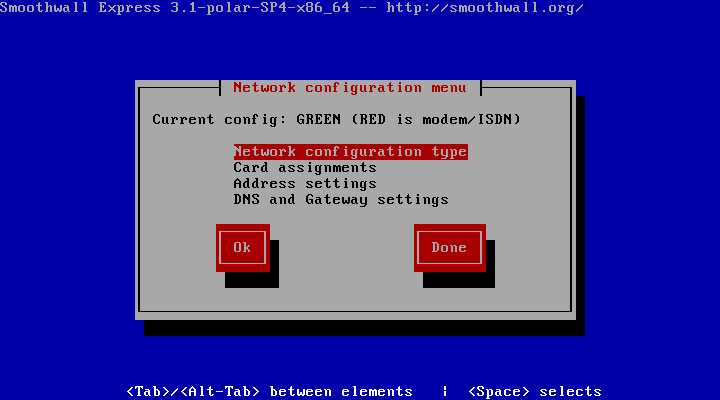 Smoothwall Express 3.1-polar-SP4-x86_64 -- http://smoothwall.org/
Network configuration menu
Current config: GREEN (RED is modem/ISDN)
Network configuration type
Card assignments
Address settings
DNS and Gateway settings
Ok Done
<Tab>/<Alt-Tab> between elements | <Space> selects